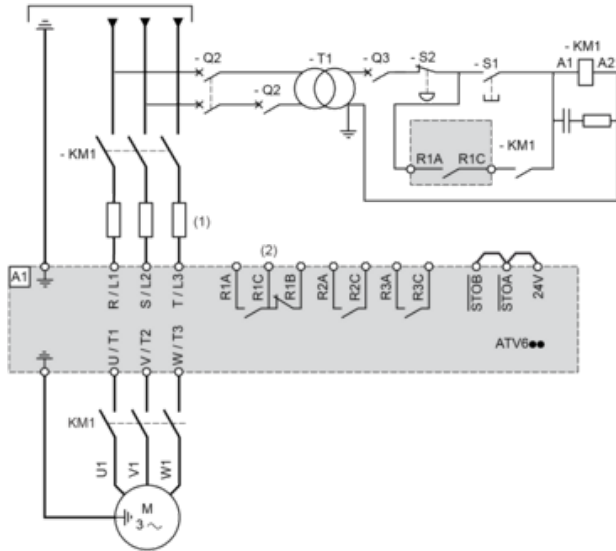 - Q2
- T1
- Q3
- S2
- S1
- KM1
A1
A2
- Q2
- KM1
R1A
R1C
- KM1
(1)
(2)
A1
R / L1
S / L2
T / L3
R1A
R1C
R1B
R2A
R2C
R3A
R3C
STOB
STOA
24V
ATV6●●
U / T1
V / T2
W / T3
KM1
U1
V1
W1
M
3 ~